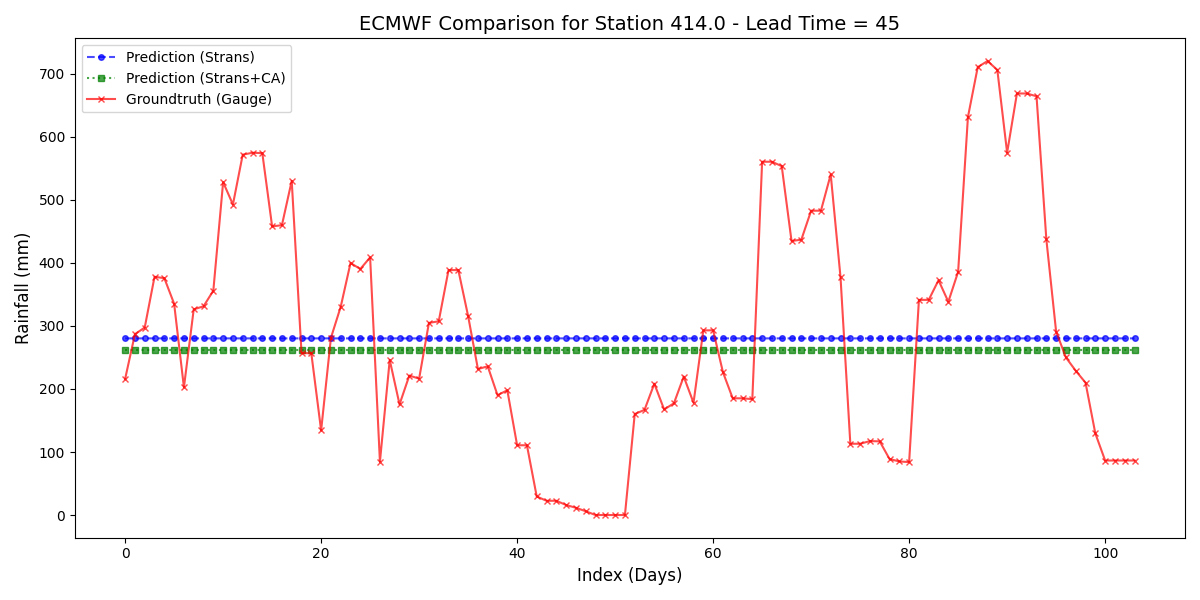 ECMWF Comparison for Station 414.0 - Lead Time = 45
Prediction (Strans)
Prediction (Strans+CA)
Groundtruth (Gauge)
Rainfall (mm)
700
600
500
400
300
200
100
0
0 20 40 60 80 100
Index (Days)